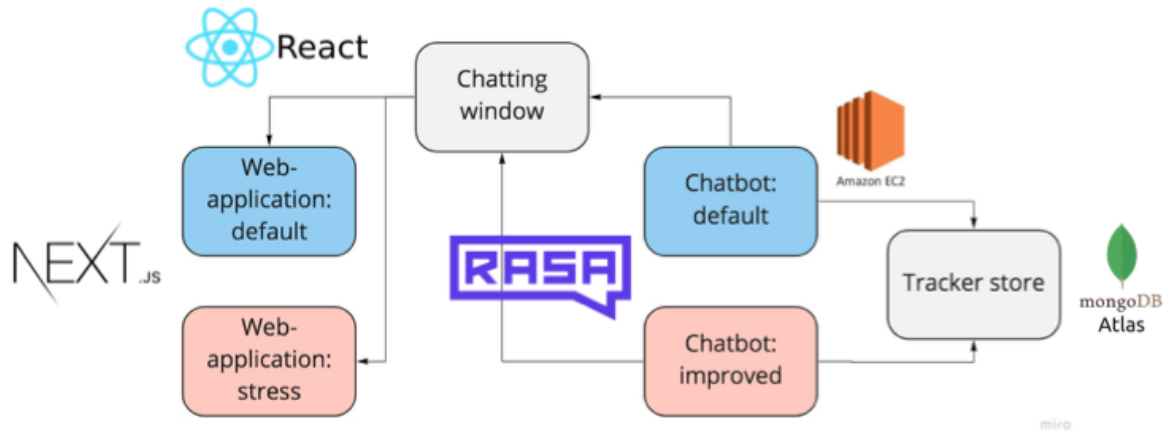 React
Chatting
window
Web-
application:
default
Chatbot:
default
Amazon EC2
NEXT.JS
RASA
Tracker store
mongoDB
Atlas
Web-
application:
stress
Chatbot:
improved
miro